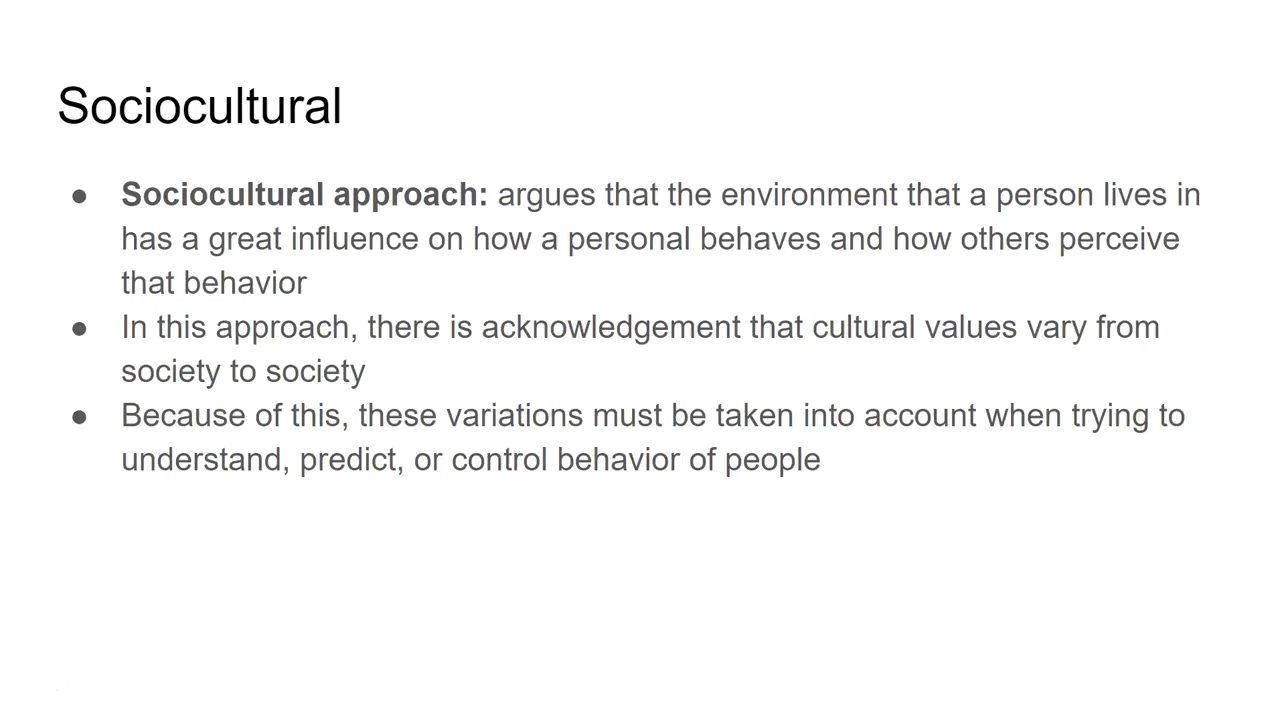 Sociocultural
● Sociocultural approach: argues that the environment that a person lives in
has a great influence on how a personal behaves and how others perceive
that behavior
● In this approach, there is acknowledgement that cultural values vary from
society to society
● Because of this, these variations must be taken into account when trying to
understand, predict, or control behavior of people